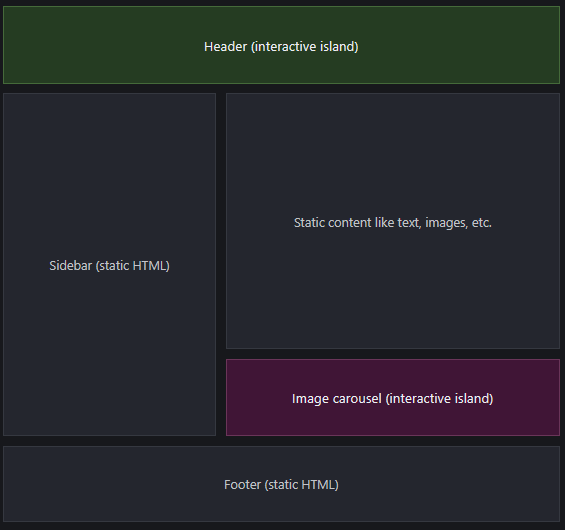 Header (interactive island)
Sidebar (static HTML)
Static content like text, images, etc.
Image carousel (interactive island)
Footer (static HTML)